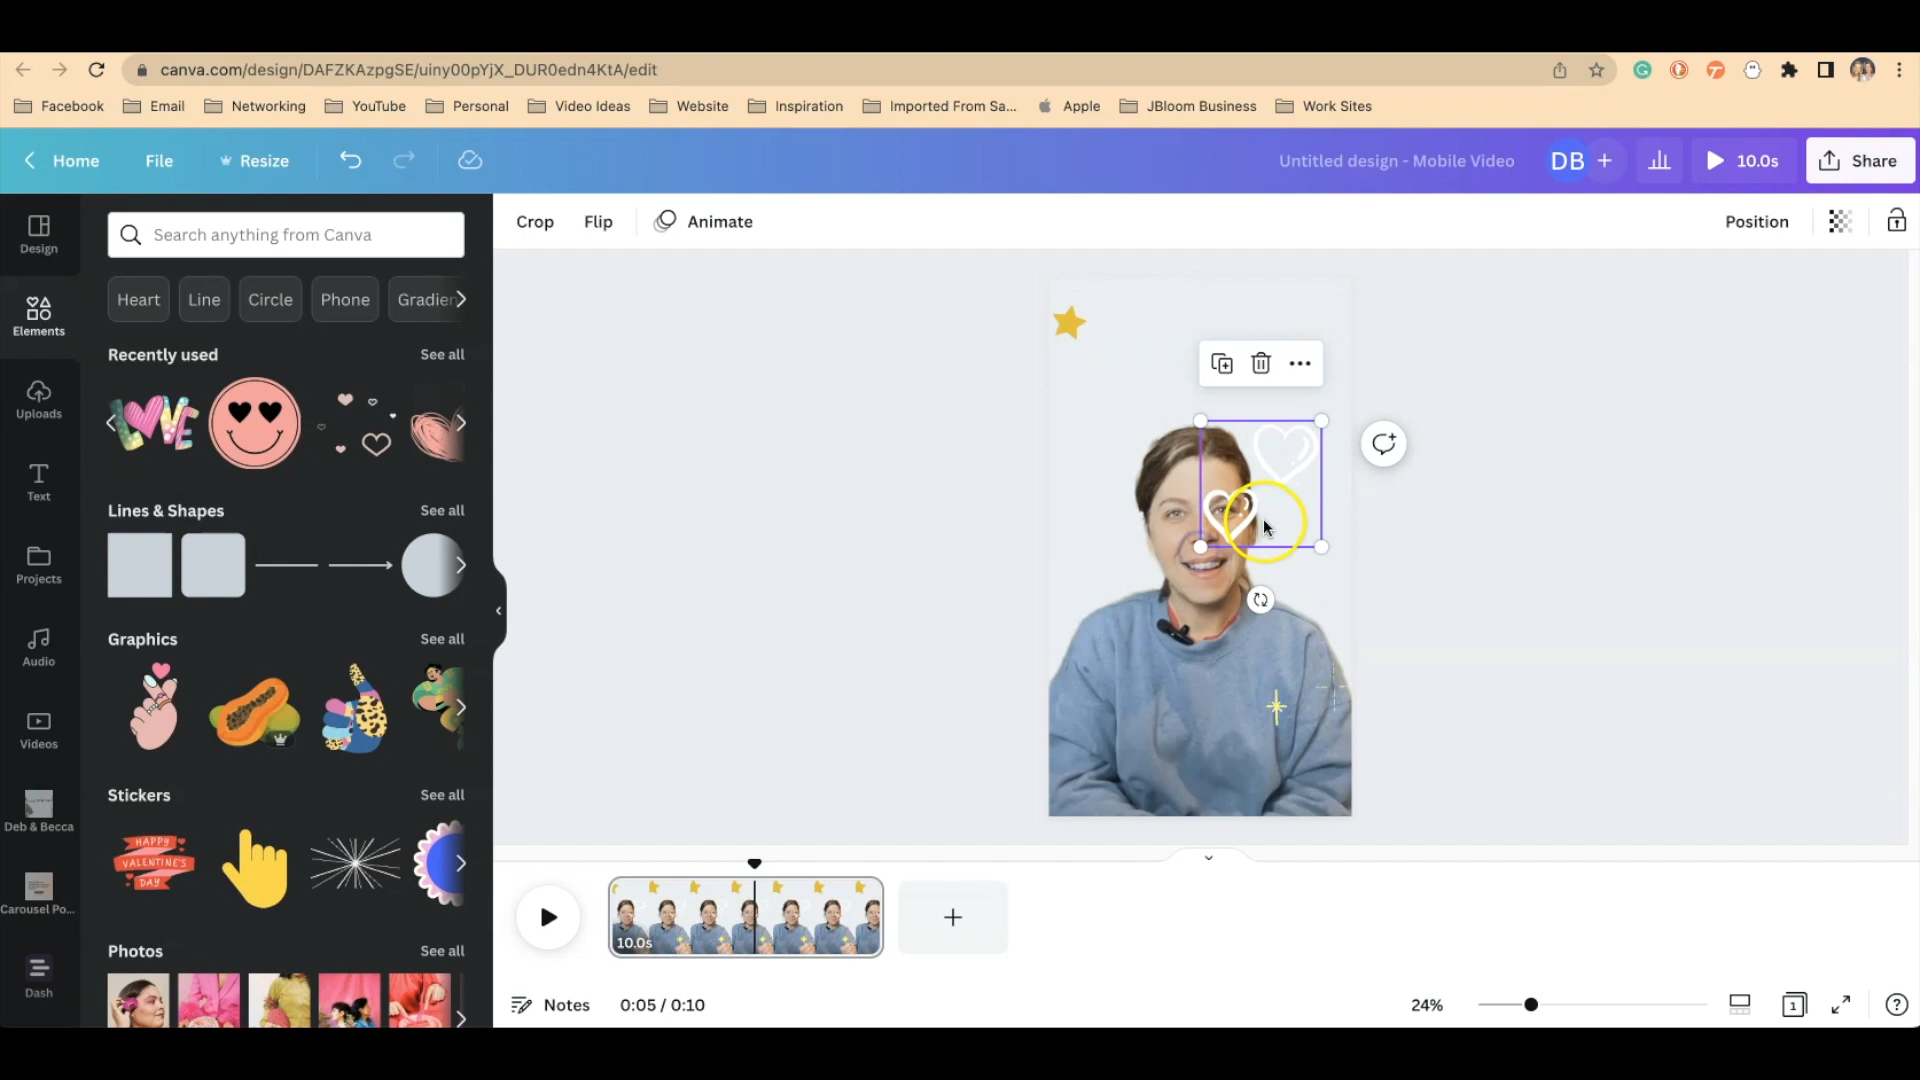 canva.com/design/DAFZKAzpgSE/uiny00pYjX_DUR0edn4KtA/edit
Facebook Email Networking YouTube Personal Video Ideas Website Inspiration Imported From Sa... Apple JBloom Business Work Sites
Home File Resize Untitled design - Mobile Video DB + 10.0s Share
Crop Flip Animate Position
Design
Elements
Uploads
Text
Projects
Audio
Videos
Deb & Becca
Carousel Po...
Dash
Search anything from Canva
Heart Line Circle Phone Gradien
Recently used See all
LOVE
Lines & Shapes See all
Graphics See all
Stickers See all
HAPPY
VALENTINE'S
DAY
Photos See all
10.0s
Notes 0:05 / 0:10 24% 1 ?